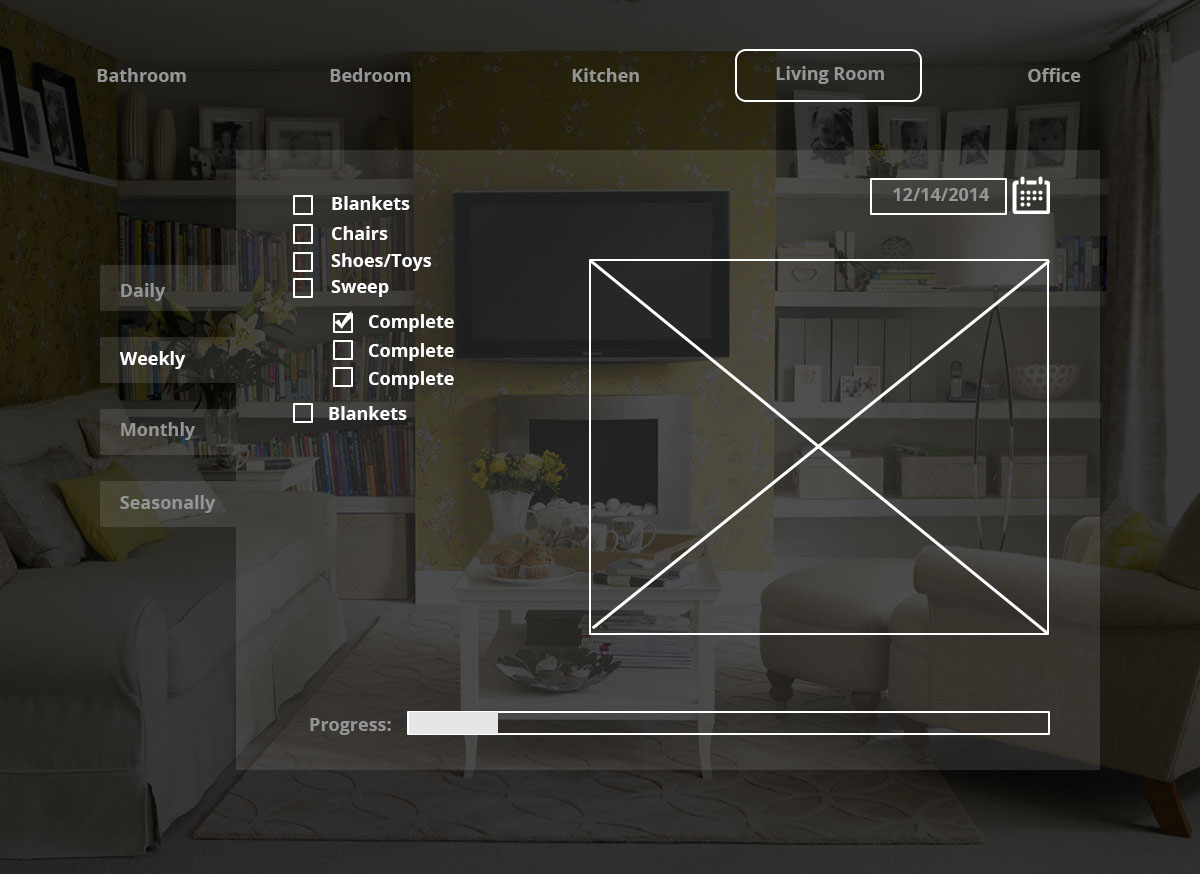 Bathroom Bedroom Kitchen Living Room Office
12/14/2014
Blankets
Chairs
Shoes/Toys
Sweep
Complete
Complete
Complete
Blankets
Daily
Weekly
Monthly
Seasonally
Progress: